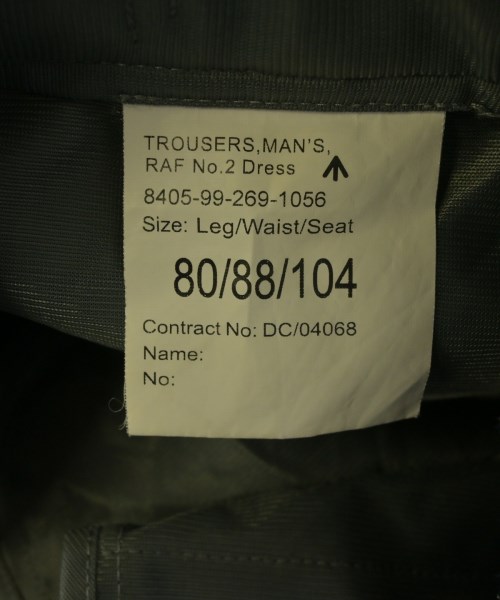 TROUSERS,MAN'S,
RAF No.2 Dress
8405-99-269-1056
Size: Leg/Waist/Seat
80/88/104
Contract No: DC/04068
Name:
No: